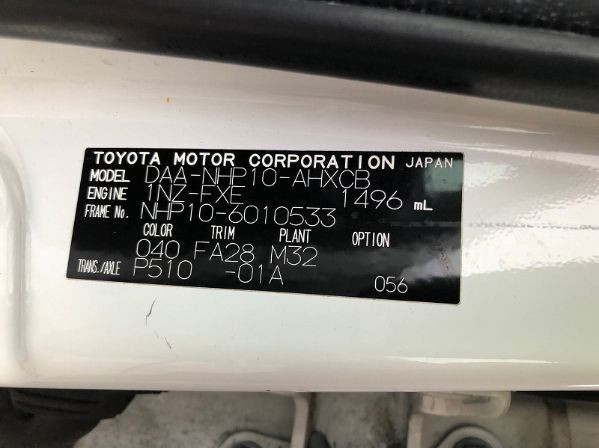 TOYOTA MOTOR CORPORATION JAPAN
MODEL DAA-NHP10-AHXCB
ENGINE 1NZ-FXE 1496 mL
FRAME No. NHP10-6010533
COLOR TRIM PLANT OPTION
040 FA28 M32
TRANS./AXLE P510 -01A
056